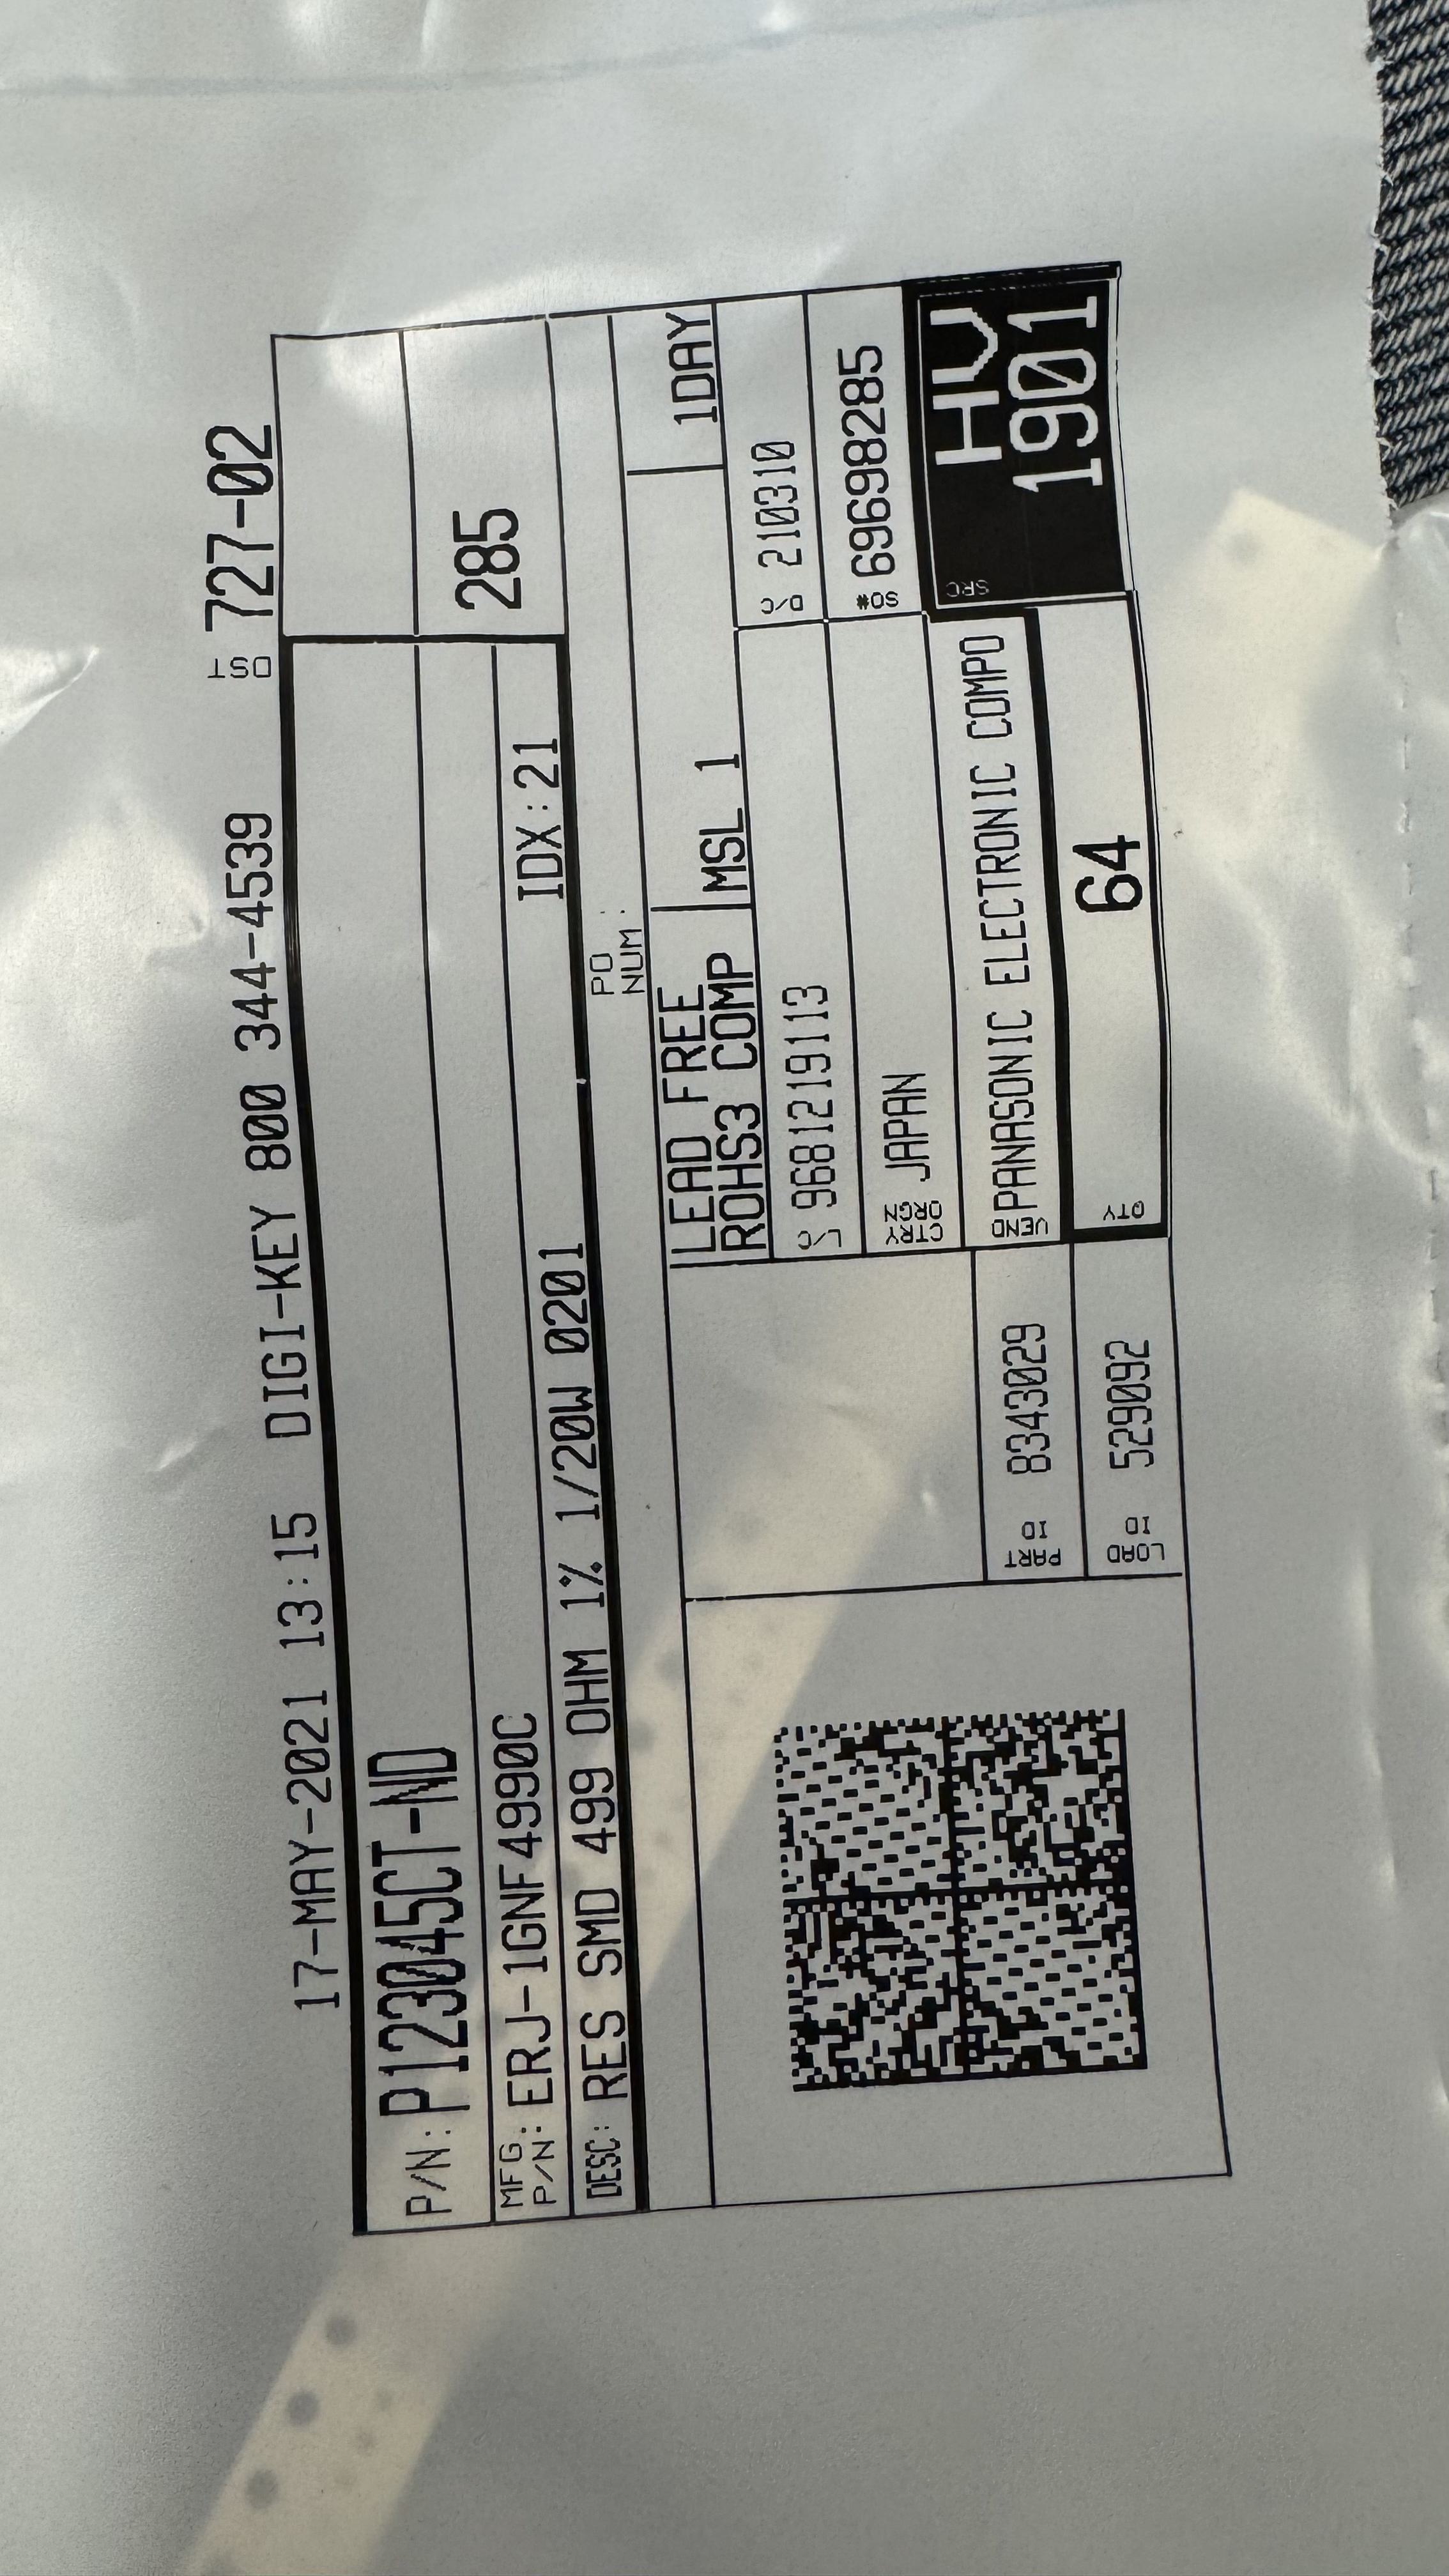 17-MAY-2021 13:15 DIGI-KEY 800 344-4539 DST 727-02
P/N: P12045CT-ND
MFG P/N: ERJ-1GNF4990C IDX:21 285
DESC: RES SMD 499 OHM 1% 1/20W 0201
PO NUM:
LEAD FREE
ROHS3 COMP MSL 1 1DAY
L/C 9681219113 D/C 210310
CTRY ORGN JAPAN SO# 69698285
PART ID 8343029 VEND PANASONIC ELECTRONIC COMPO SRC HV
1901
LOAD ID 529092 QTY 64